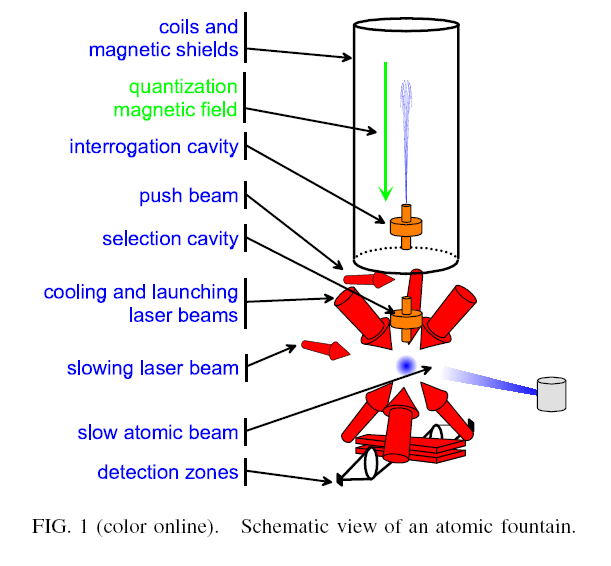 coils and
magnetic shields
quantization
magnetic field
interrogation cavity
push beam
selection cavity
cooling and launching
laser beams
slowing laser beam
slow atomic beam
detection zones
FIG. 1 (color online). Schematic view of an atomic fountain.